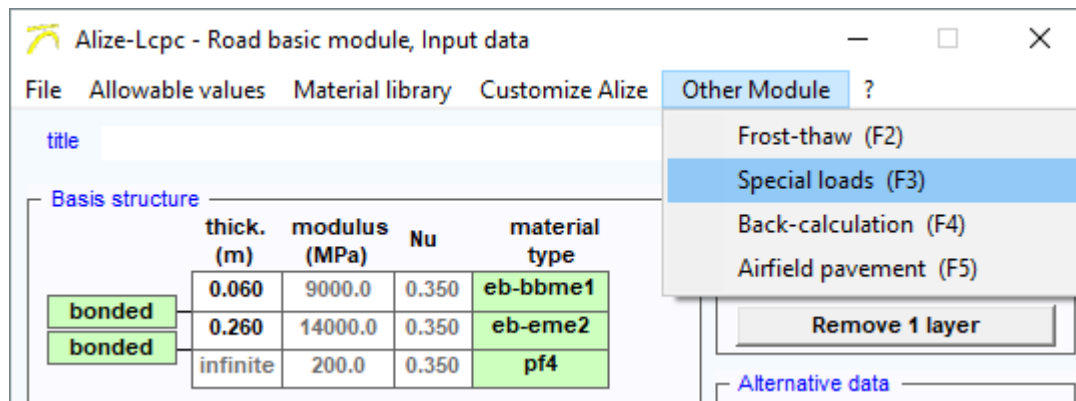 Alize-Lcpc - Road basic module, Input data
File Allowable values Material library Customize Alize Other Module ?
title
Frost-thaw (F2)
Special loads (F3)
Back-calculation (F4)
Airfield pavement (F5)
Basis structure
thick. (m) modulus (MPa) Nu material type
0.060 9000.0 0.350 eb-bbme1
bonded
0.260 14000.0 0.350 eb-eme2
bonded
infinite 200.0 0.350 pf4
Remove 1 layer
Alternative data